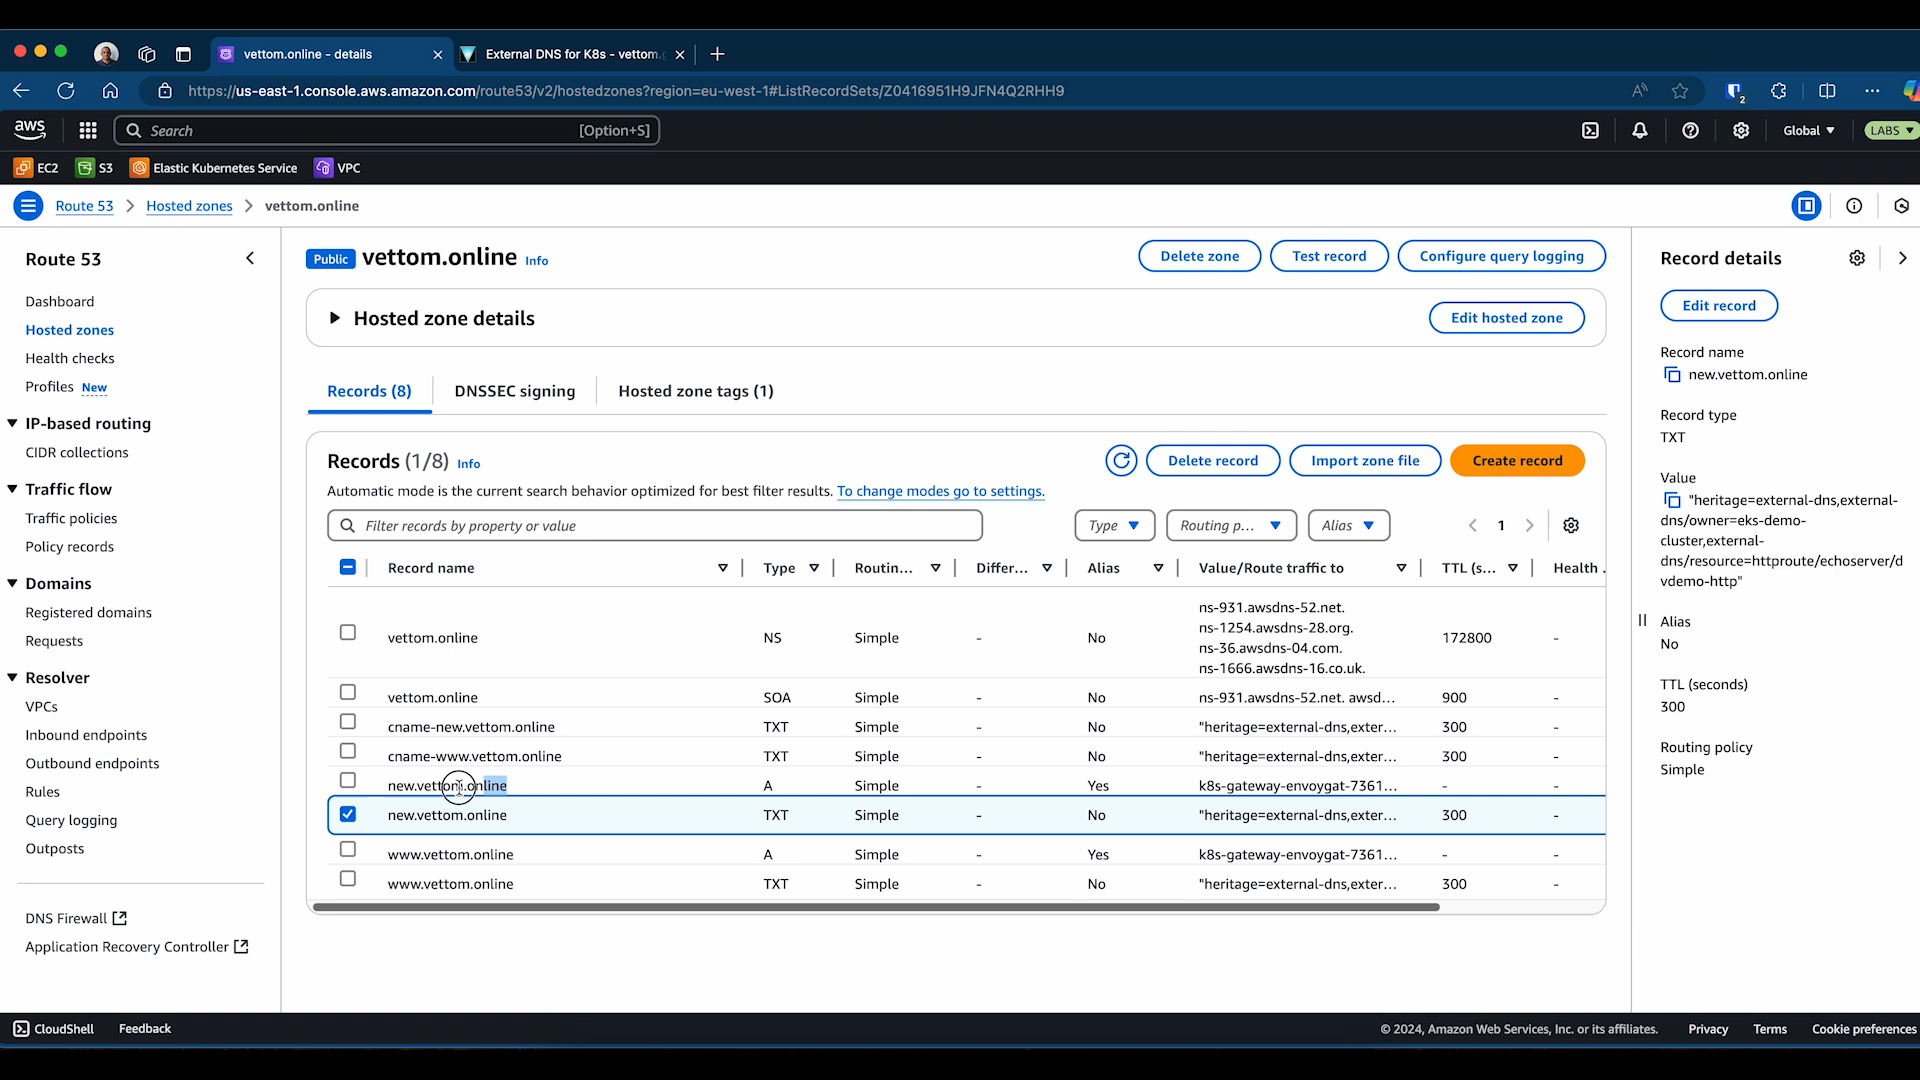 vettom.online - details
External DNS for K8s - vettom.
https://us-east-1.console.aws.amazon.com/route53/v2/hostedzones?region=eu-west-1#ListRecordSets/Z0416951H9JFN4Q2RHH9
2
aws
Search
[Option+S]
Global
LABS
EC2
S3
Elastic Kubernetes Service
VPC
Route 53
Hosted zones
vettom.online
Route 53
Dashboard
Hosted zones
Health checks
Profiles New
IP-based routing
CIDR collections
Traffic flow
Traffic policies
Policy records
Domains
Registered domains
Requests
Resolver
VPCs
Inbound endpoints
Outbound endpoints
Rules
Query logging
Outposts
DNS Firewall
Application Recovery Controller
Public vettom.online Info
Delete zone
Test record
Configure query logging
Hosted zone details
Edit hosted zone
Records (8)
DNSSEC signing
Hosted zone tags (1)
Records (1/8) Info
Delete record
Import zone file
Create record
Automatic mode is the current search behavior optimized for best filter results. To change modes go to settings.
Filter records by property or value
Type
Routing p...
Alias
1
Record name Type Routin... Differ... Alias Value/Route traffic to TTL (s... Health .
vettom.online NS Simple - No ns-931.awsdns-52.net. 172800 -
ns-1254.awsdns-28.org.
ns-36.awsdns-04.com.
ns-1666.awsdns-16.co.uk.
vettom.online SOA Simple - No ns-931.awsdns-52.net. awsd... 900 -
cname-new.vettom.online TXT Simple - No "heritage=external-dns,exter... 300 -
cname-www.vettom.online TXT Simple - No "heritage=external-dns,exter... 300 -
new.vettom.online A Simple - Yes k8s-gateway-envoygat-7361... - -
new.vettom.online TXT Simple - No "heritage=external-dns,exter... 300 -
www.vettom.online A Simple - Yes k8s-gateway-envoygat-7361... - -
www.vettom.online TXT Simple - No "heritage=external-dns,exter... 300 -
Record details
Edit record
Record name
new.vettom.online
Record type
TXT
Value
"heritage=external-dns,external-
dns/owner=eks-demo-
cluster,external-
dns/resource=httproute/echoserver/d
vdemo-http"
Alias
No
TTL (seconds)
300
Routing policy
Simple
CloudShell
Feedback
© 2024, Amazon Web Services, Inc. or its affiliates.
Privacy
Terms
Cookie preferences